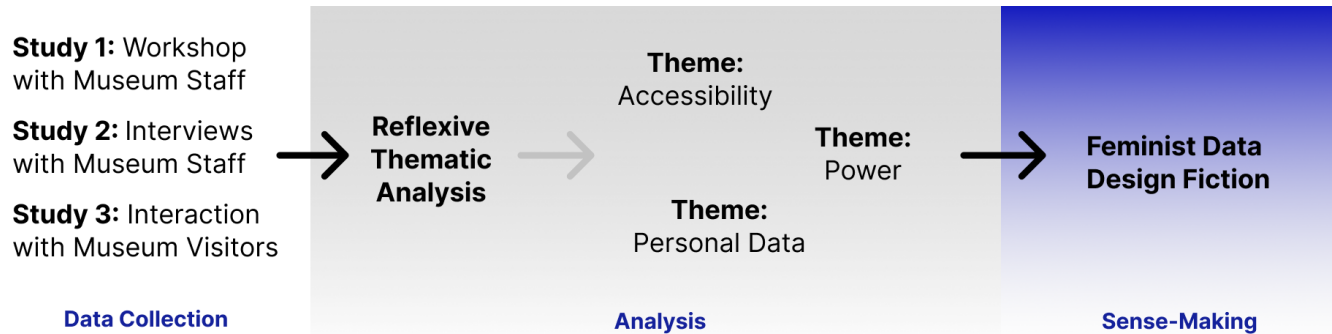 Study 1: Workshop
with Museum Staff
Study 2: Interviews
with Museum Staff
Study 3: Interaction
with Museum Visitors
Data Collection
Reflexive
Thematic
Analysis
Theme:
Accessibility
Theme:
Power
Theme:
Personal Data
Analysis
Feminist Data
Design Fiction
Sense-Making